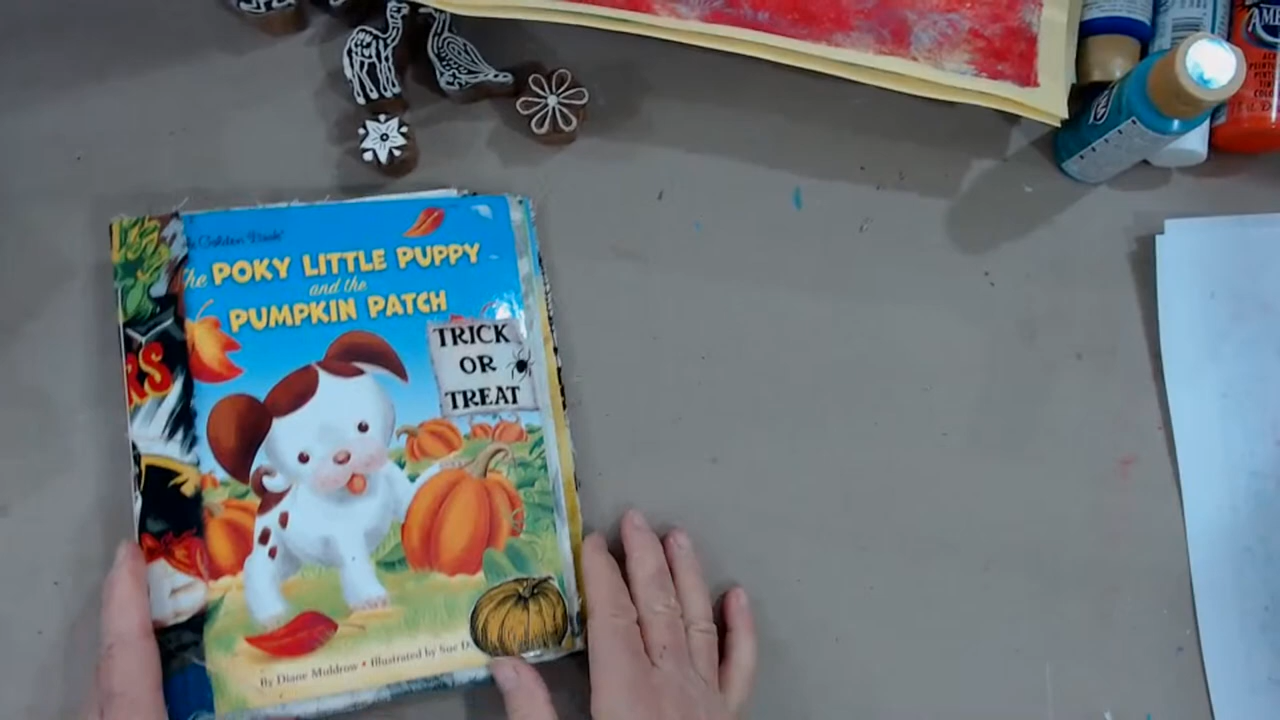 Golden Book
The POKY LITTLE PUPPY
and the
PUMPKIN PATCH
TRICK
OR
TREAT
RS
By Diane Muldrow • Illustrated by Sue D